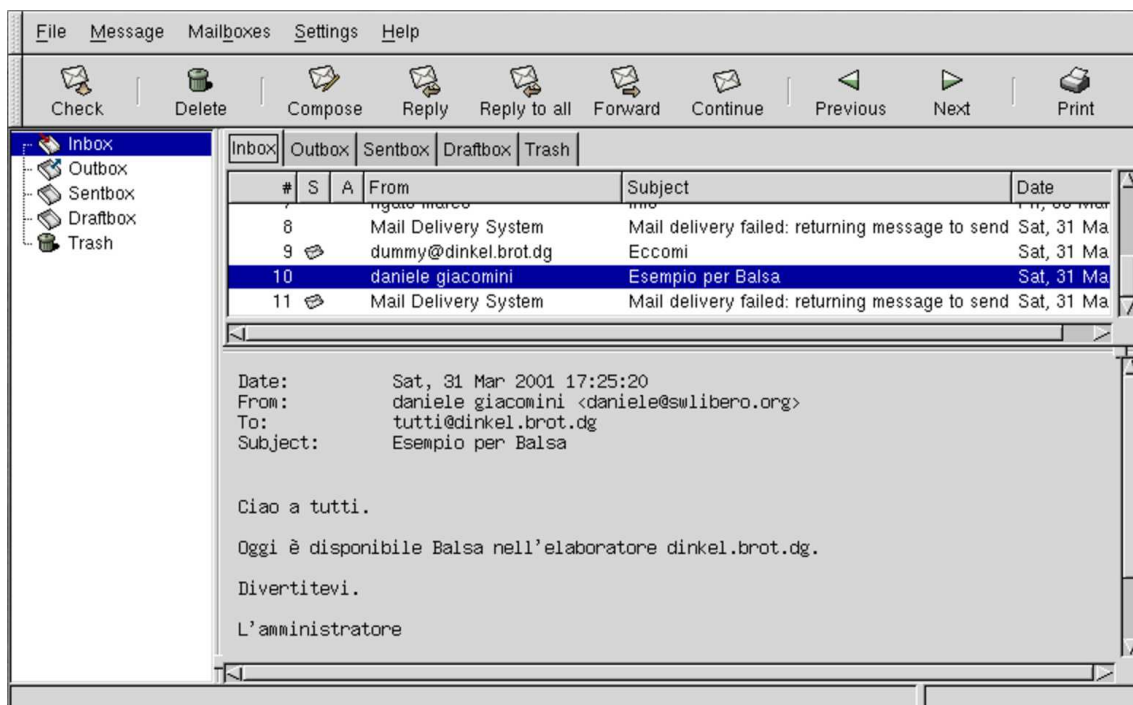 File Message Mailboxes Settings Help
Check Delete Compose Reply Reply to all Forward Continue Previous Next Print
Inbox
Outbox
Sentbox
Draftbox
Trash
Inbox Outbox Sentbox Draftbox Trash
# S A From Subject Date
8 Mail Delivery System Mail delivery failed: returning message to send Sat, 31 Ma
9 dummy@dinkel.brot.dg Eccomi Sat, 31 Ma
10 daniele giacomini Esempio per Balsa Sat, 31 Ma
11 Mail Delivery System Mail delivery failed: returning message to send Sat, 31 Ma
Date: Sat, 31 Mar 2001 17:25:20
From: daniele giacomini <daniele@swlibero.org>
To: tutti@dinkel.brot.dg
Subject: Esempio per Balsa
Ciao a tutti.
Oggi è disponibile Balsa nell'elaboratore dinkel.brot.dg.
Divertitevi.
L'amministratore